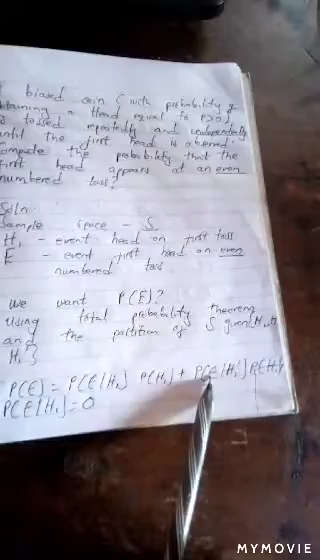 biased coin C with probability of
obtaining a Head equal to p>0,
is tossed repeatedly and independently
until the first head is observed.
Compute the probability that the
first head appears at an even
numbered toss?
Soln.
Sample space - S
H₁ - event head on first toss
E - event first head on even
numbered toss
We want P(E)?
Using total probability theorem
and the partition of S given {H₁,
H₁'}
P(E) = P(E/H₁) P(H₁) + P(E/H₁')
P(E/H₁) = 0
MYMOVIE